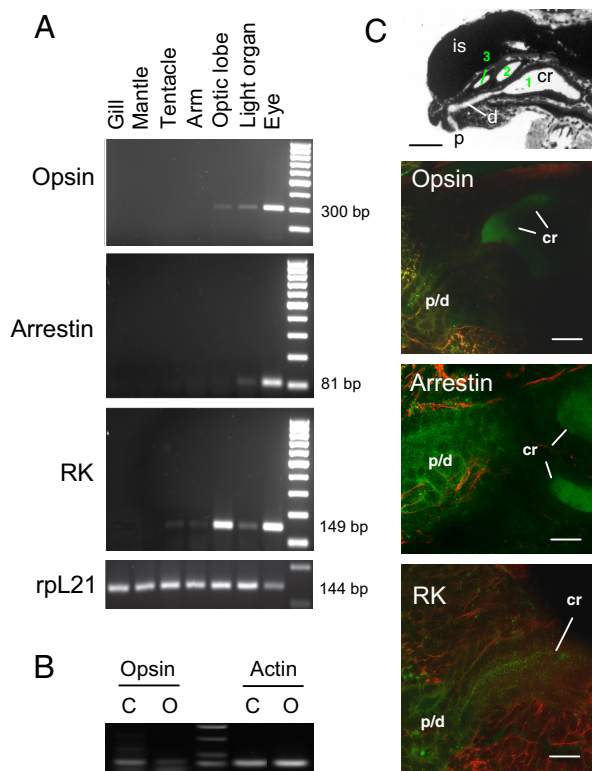 A
Gill Mantle Tentacle Arm Optic lobe Light organ Eye
Opsin
300 bp
Arrestin
81 bp
RK
149 bp
rpL21
144 bp
B
Opsin Actin
C O C O
C
is
3 2 cr
1
d
p
Opsin
cr
p/d
Arrestin
p/d
cr
RK
cr
p/d